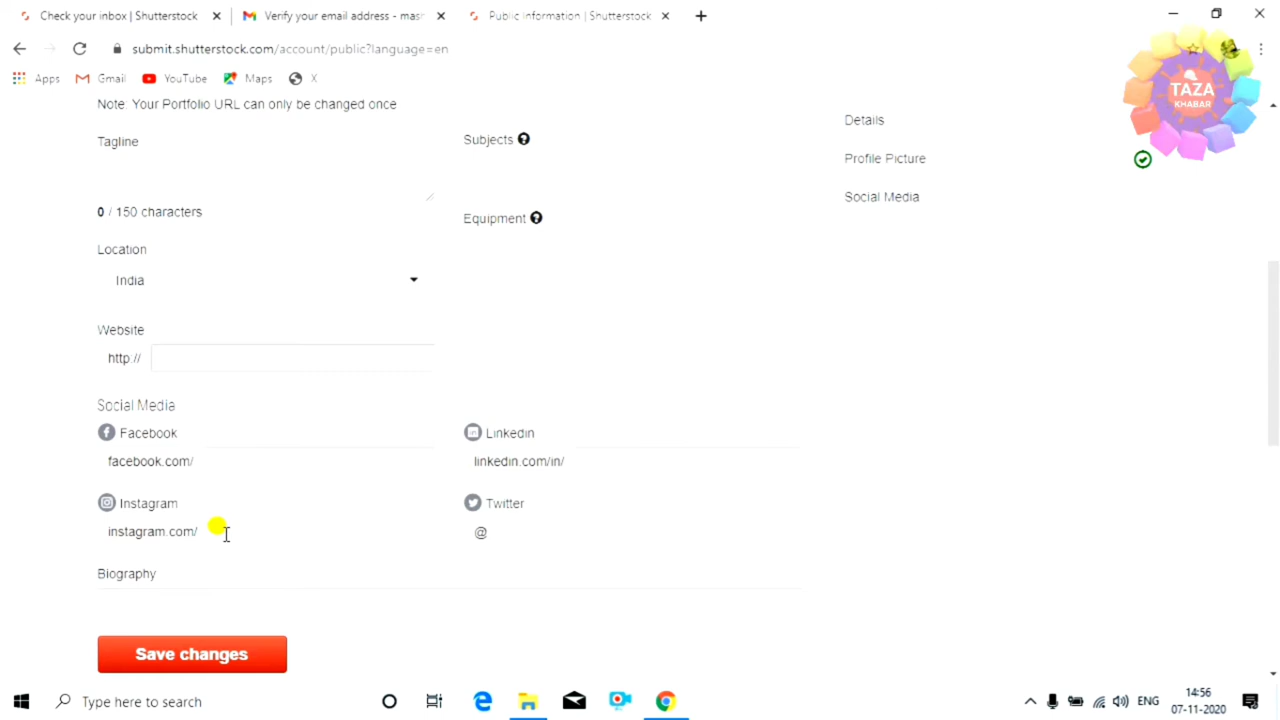 Check your inbox | Shutterstock
Verify your email address - mas
Public information | Shutterstock
submit.shutterstock.com/account/public?language=en
Apps
Gmail
YouTube
Maps
X
TAZA
KHABAR
Note Your Portfolio URL can only be changed once
Tagline
Subjects
Details
Profile Picture
Social Media
0 / 150 characters
Equipment
Location
India
Website
http://
Social Media
Facebook
Linkedin
facebook.com/
linkedin.com/in/
Instagram
Twitter
instagram.com/
@
Biography
Save changes
Type here to search
ENG
14:56
07-11-2020